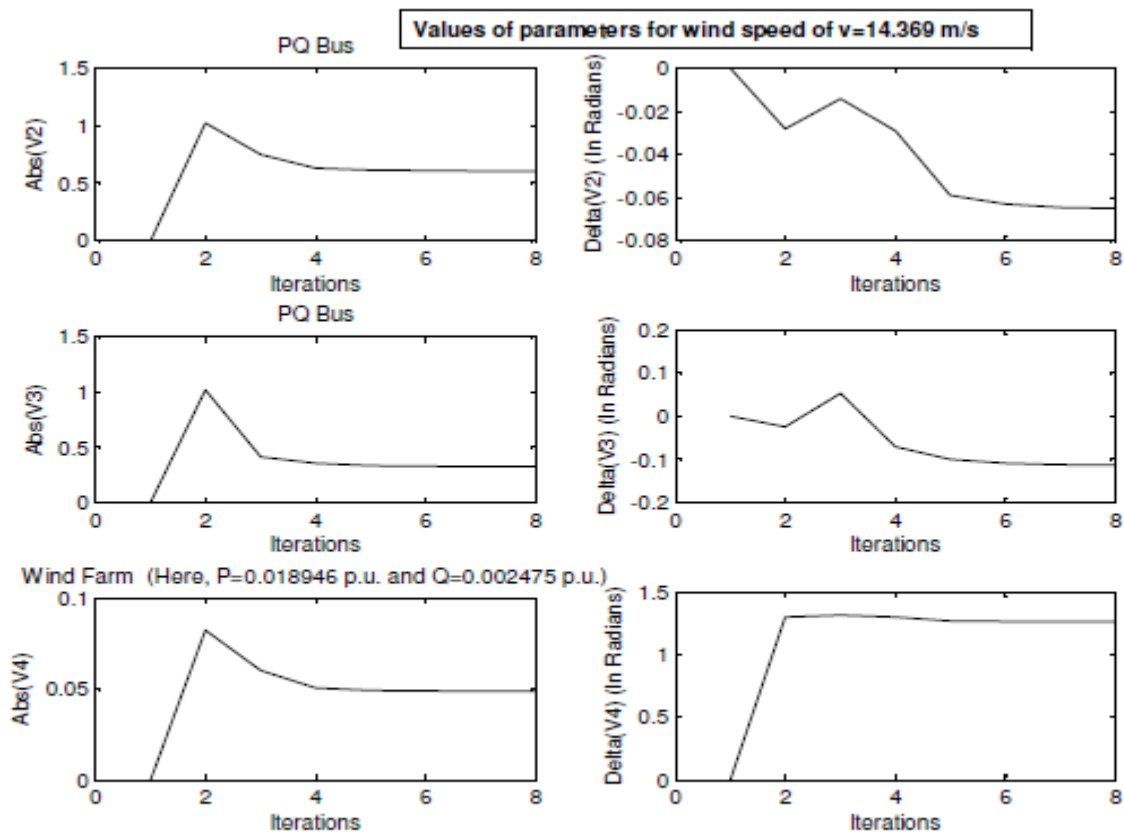 Values of parameters for wind speed of v=14.369 m/s
PQ Bus
1.5
1
0.5
0
Abs(V2)
0 2 4 6 8
Iterations
0
-0.02
-0.04
-0.06
-0.08
Delta(V2) (In Radians)
0 2 4 6 8
Iterations
PQ Bus
1.5
1
0.5
0
Abs(V3)
0 2 4 6 8
Iterations
0.2
0.1
0
-0.1
-0.2
Delta(V3) (In Radians)
0 2 4 6 8
Iterations
Wind Farm (Here, P=0.018946 p.u. and Q=0.002475 p.u.)
0.1
0.05
0
Abs(V4)
0 2 4 6 8
Iterations
1.5
1
0.5
0
Delta(V4) (In Radians)
0 2 4 6 8
Iterations